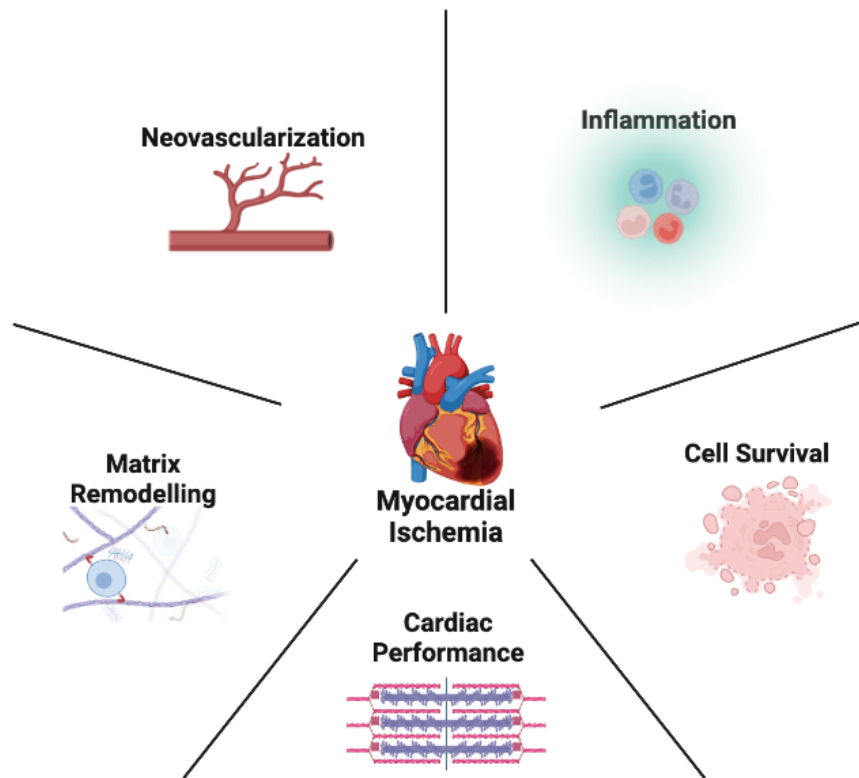 Neovascularization
Inflammation
Matrix
Remodelling
Myocardial
Ischemia
Cell Survival
Cardiac
Performance